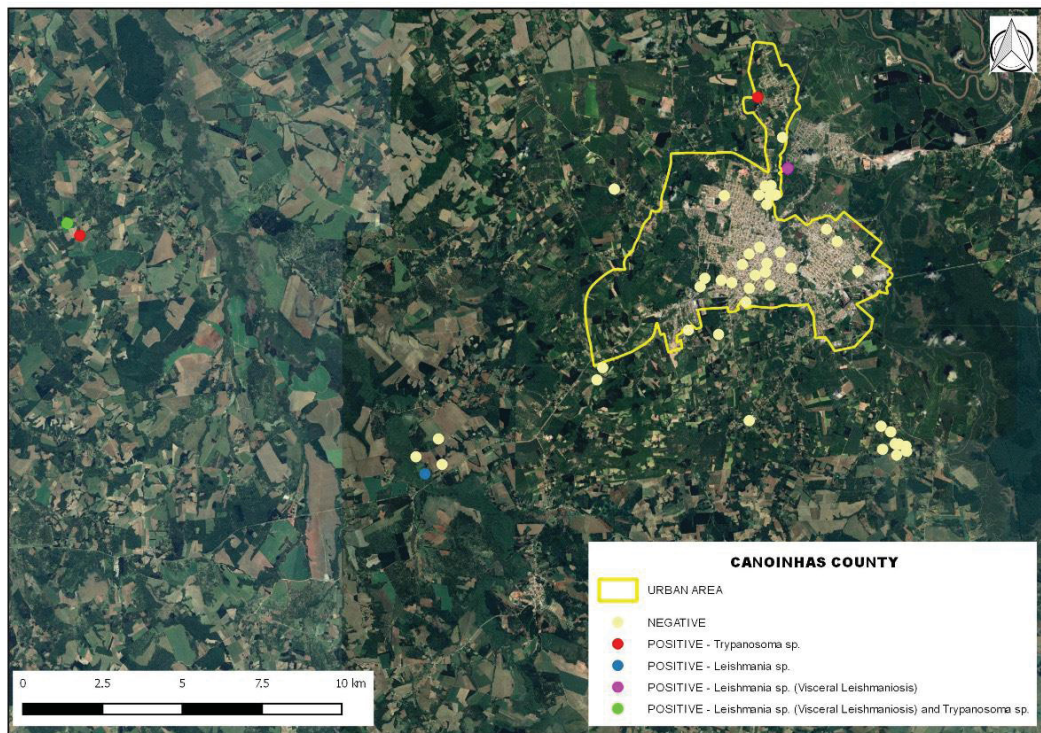 CANOINHAS COUNTY
URBAN AREA
NEGATIVE
POSITIVE - Trypanosoma sp.
POSITIVE - Leishmania sp.
POSITIVE - Leishmania sp. (Visceral Leishmaniosis)
POSITIVE - Leishmania sp. (Visceral Leishmaniosis) and Trypanosoma sp.
0 2.5 5 7.5 10 km